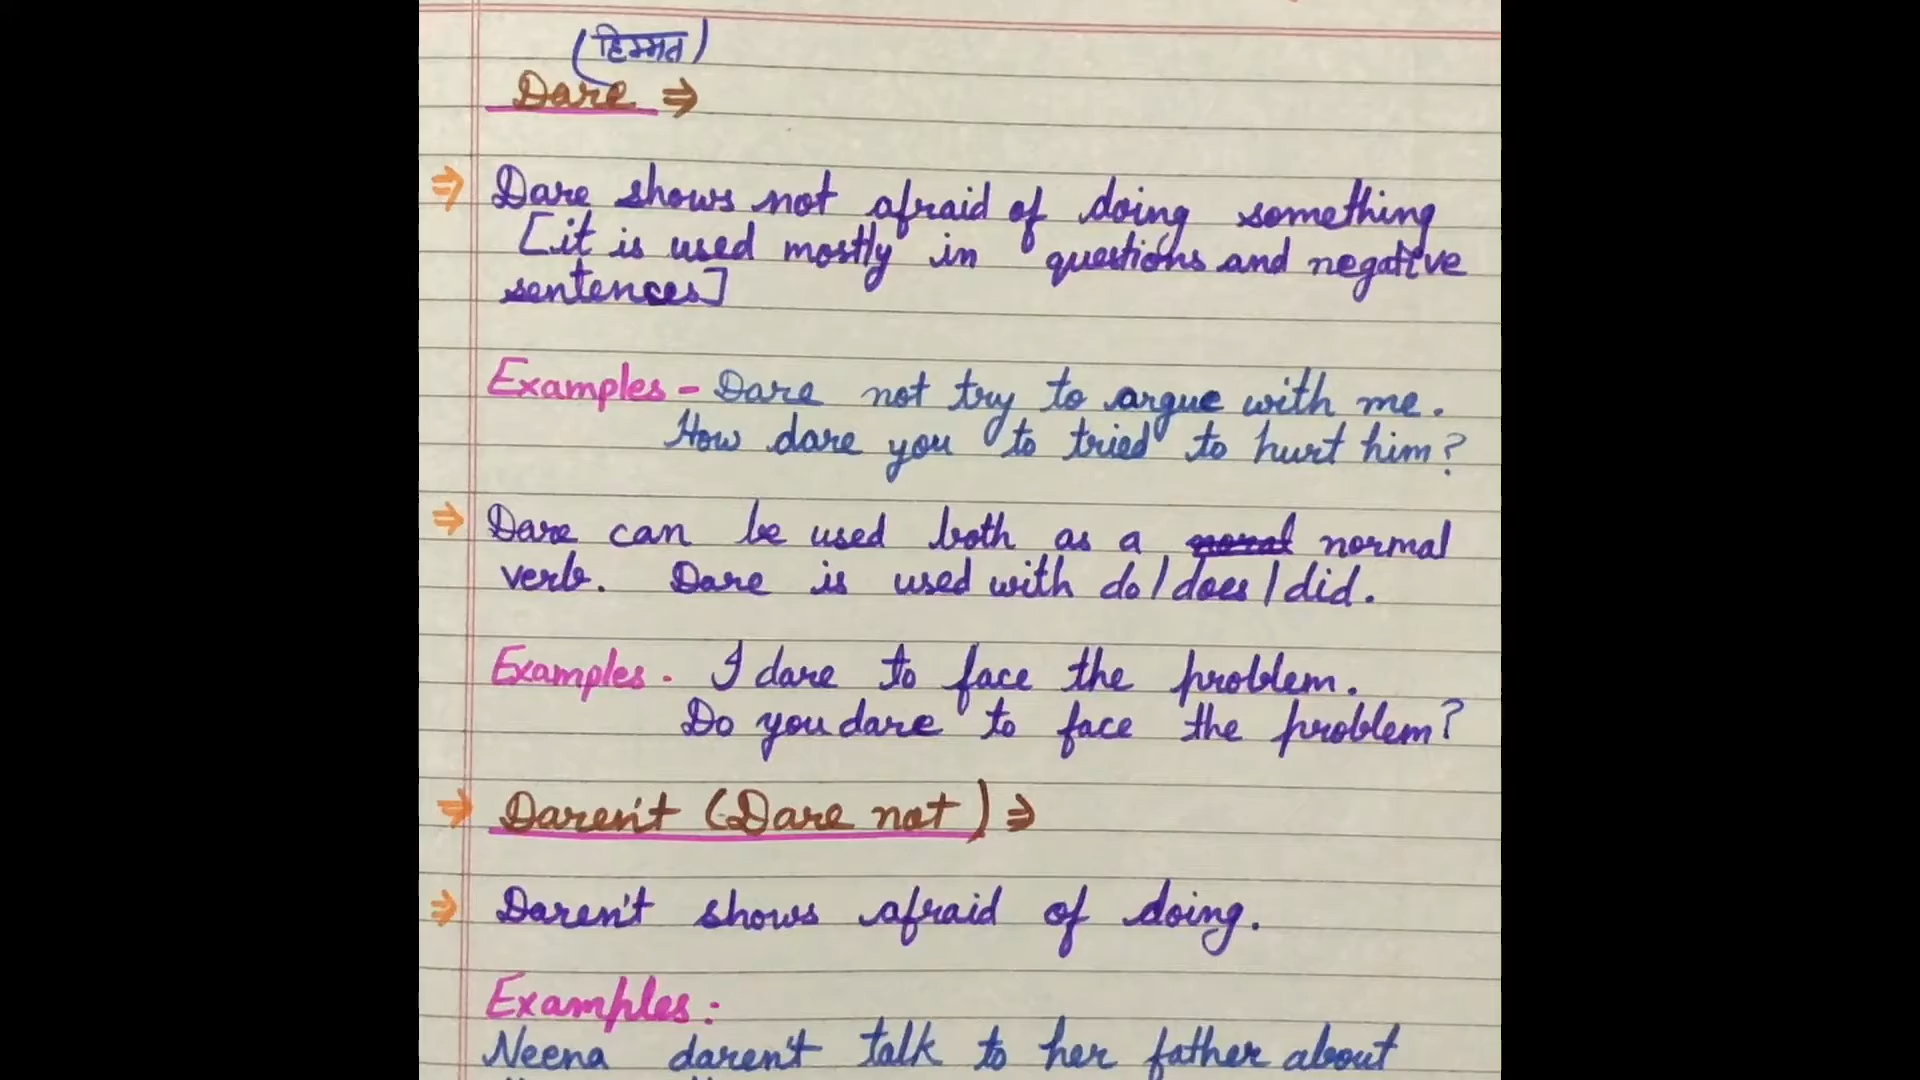 (हिम्मत)
Dare ⇒
⇒ Dare shows not afraid of doing something
[it is used mostly in questions and negative
sentences]
Examples - Dare not try to argue with me.
How dare you to tried to hurt him?
⇒ Dare can be used both as a normal
verb. Dare is used with do/does/did.
Examples. I dare to face the problem.
Do you dare to face the problem?
⇒ Daren't (Dare not) ⇒
⇒ Daren't shows afraid of doing.
Examples:
Neena daren't talk to her father about